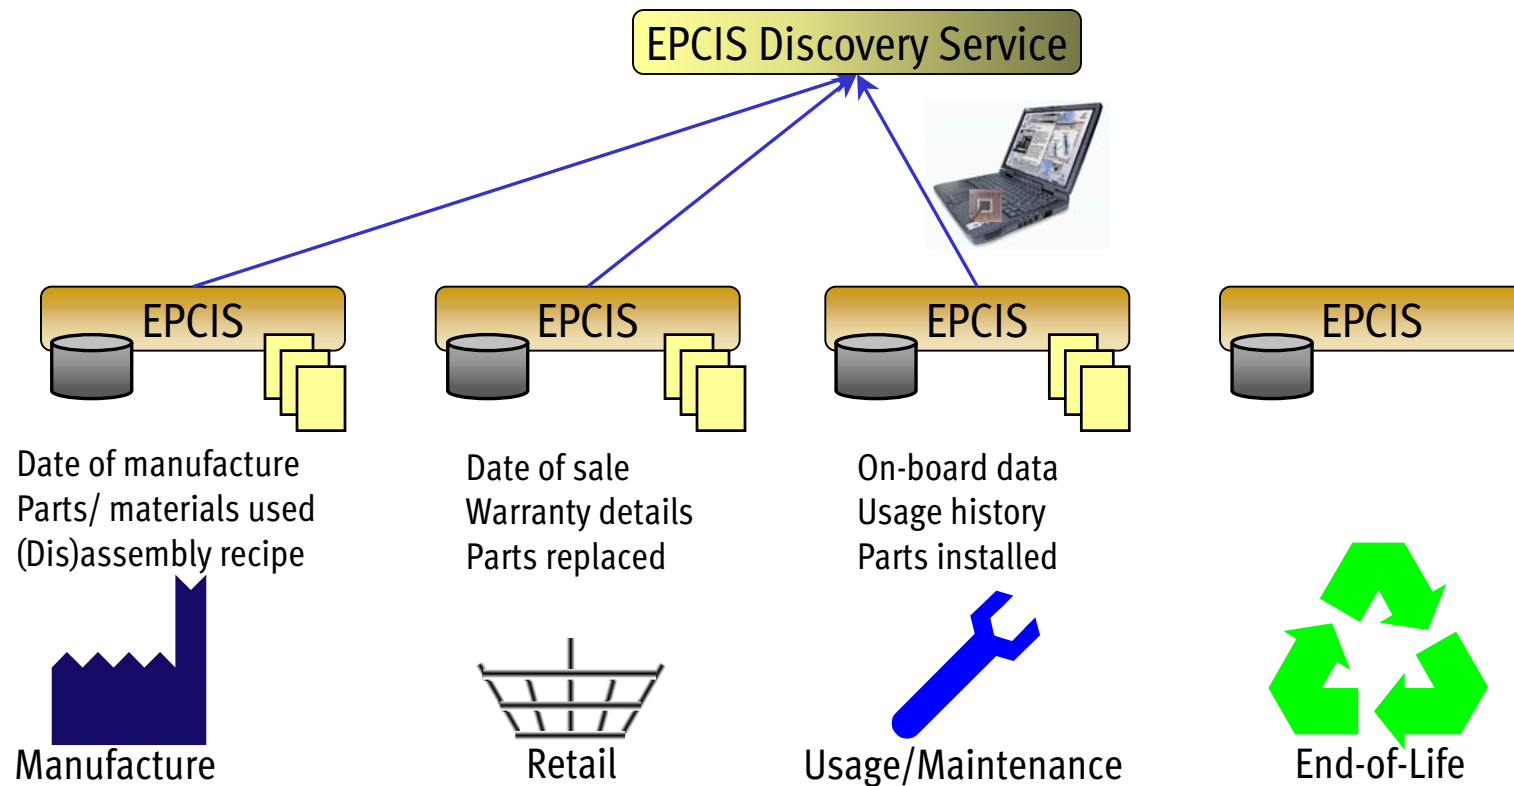 EPCIS Discovery Service
EPCIS
EPCIS
EPCIS
EPCIS
Date of manufacture
Parts/ materials used
(Dis)assembly recipe
Date of sale
Warranty details
Parts replaced
On-board data
Usage history
Parts installed
Manufacture
Retail
Usage/Maintenance
End-of-Life